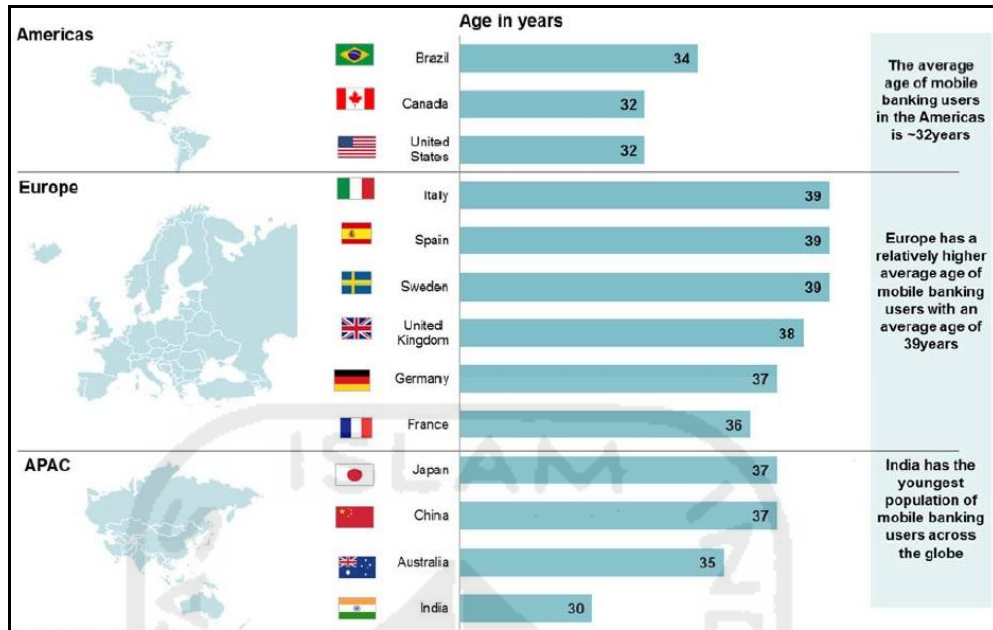 Age in years
Americas
Brazil
34
Canada
32
United
States
32
The average
age of mobile
banking users
in the Americas
is ~32years
Europe
Italy
39
Spain
39
Sweden
39
United
Kingdom
38
Germany
37
France
36
Europe has a
relatively higher
average age of
mobile banking
users with an
average age of
39years
APAC
Japan
37
China
37
Australia
35
India
30
India has the
youngest
population of
mobile banking
users across
the globe
ISLAM